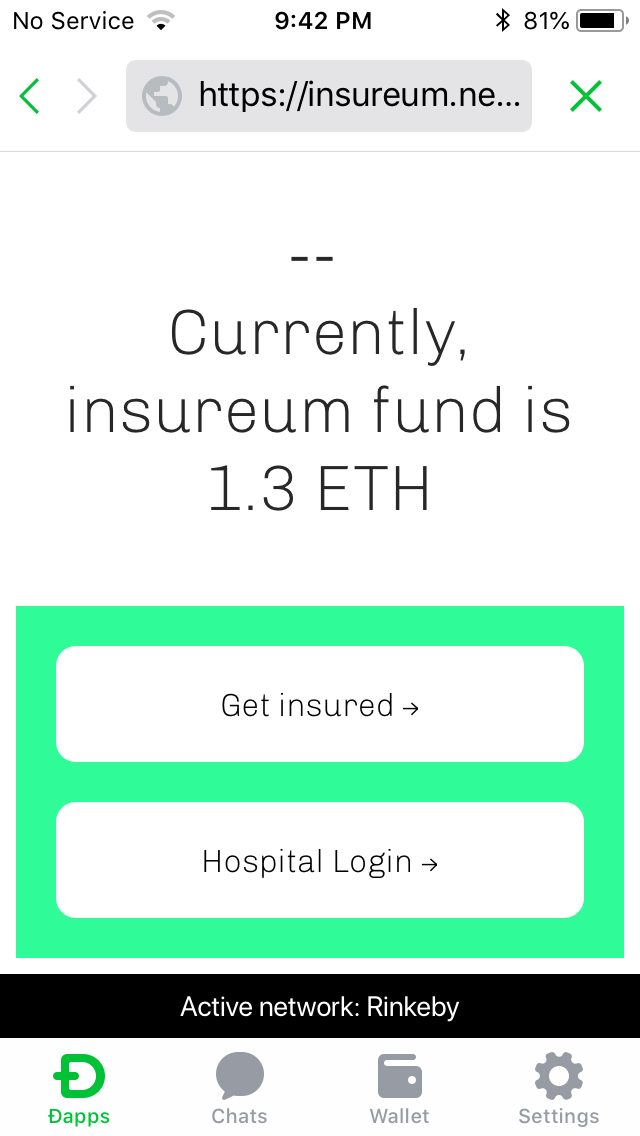 No Service 9:42 PM 81%
https://insureum.ne...
--
Currently,
insureum fund is
1.3 ETH
Get insured →
Hospital Login →
Active network: Rinkeby
Đapps Chats Wallet Settings